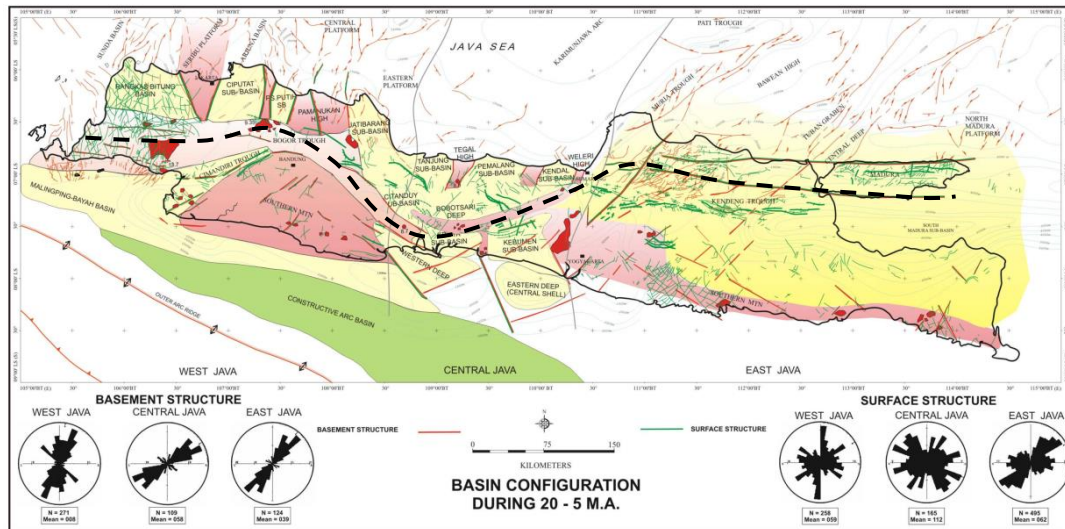 SUNDA BASIN
SERIBU PLATFORM
ARJUNA BASIN
CENTRAL
PLATFORM
JAVA SEA
EASTERN
PLATFORM
KARIMUNJAWA ARC
PATI TROUGH
MURIA TROUGH
BAWEAN HIGH
TUBAN GRABEN
CENTRAL DEEP
NORTH
MADURA
PLATFORM
RANGKAS BITUNG
BASIN
CIPUTAT
SUB-BASIN
PS.PUTIH
SB
PAMANUKAN
HIGH
JATIBARANG
SUB-BASIN
BOGOR TROUGH
CIMANDIRI TROUGH
BANDUNG
TANJUNG
SUB-BASIN
TEGAL
HIGH
PEMALANG
SUB-BASIN
KENDAL
SUB-BASIN
WELERI
HIGH
MADURA
KENDENG TROUGH
MALINGPING-BAYAH BASIN
SOUTHERN MTN
CITANDUY
SUB-BASIN
BOBOTSARI
DEEP
SUB-BASIN
KEBUMEN
SUB-BASIN
YOGYAKARTA
SOUTH
MADURA SUB-BASIN
WESTERN DEEP
EASTERN DEEP
(CENTRAL SHELL)
SOUTHERN MTN
OUTER ARC RIDGE
CONSTRUCTIVE ARC BASIN
WEST JAVA
CENTRAL JAVA
EAST JAVA
BASEMENT STRUCTURE
WEST JAVA
CENTRAL JAVA
EAST JAVA
N = 271
Mean = 008
N = 109
Mean = 058
N = 124
Mean = 039
BASEMENT STRUCTURE
N
SURFACE STRUCTURE
0 75 150
KILOMETERS
BASIN CONFIGURATION
DURING 20 - 5 M.A.
SURFACE STRUCTURE
WEST JAVA
CENTRAL JAVA
EAST JAVA
N = 258
Mean = 059
N = 165
Mean = 112
N = 495
Mean = 062